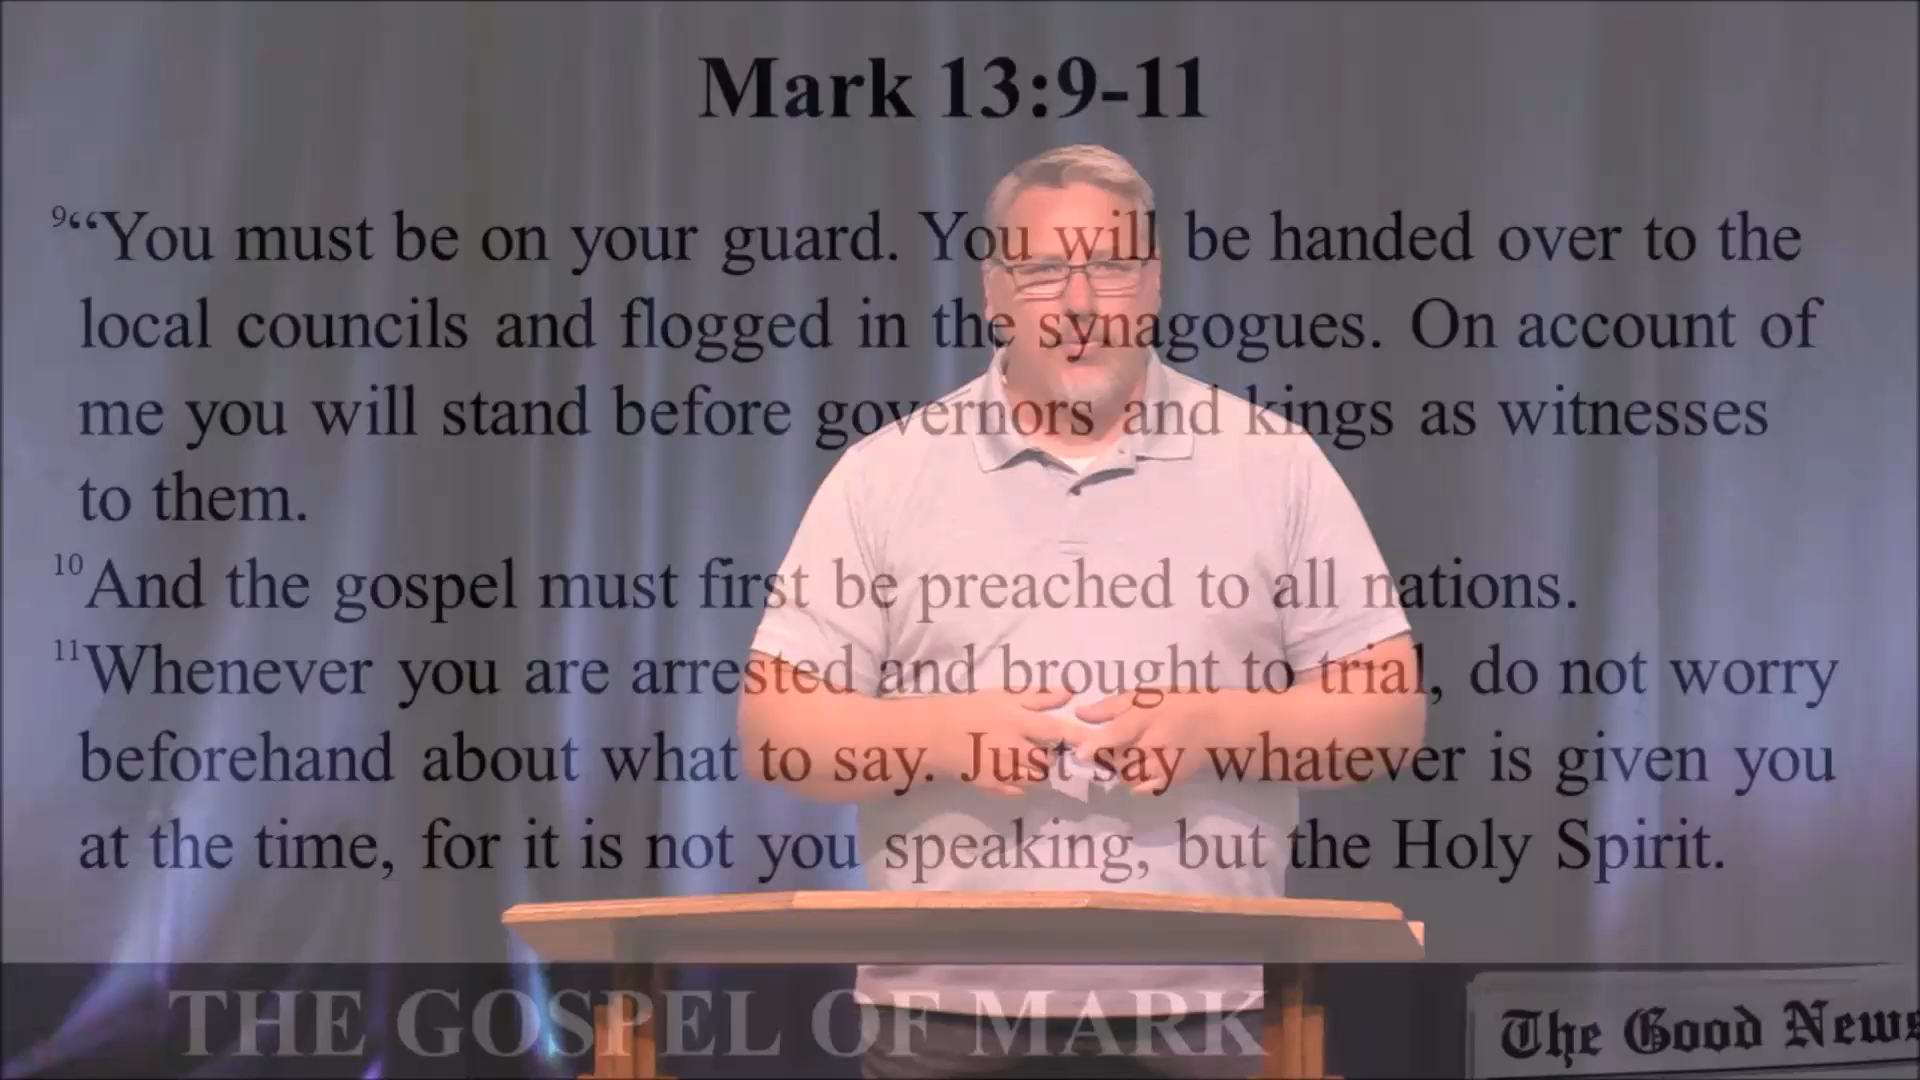 Mark 13:9-11
9“You must be on your guard. You will be handed over to the
local councils and flogged in the synagogues. On account of
me you will stand before governors and kings as witnesses
to them.
10And the gospel must first be preached to all nations.
11Whenever you are arrested and brought to trial, do not worry
beforehand about what to say. Just say whatever is given you
at the time, for it is not you speaking, but the Holy Spirit.
THE GOSPEL OF MARK
The Good News